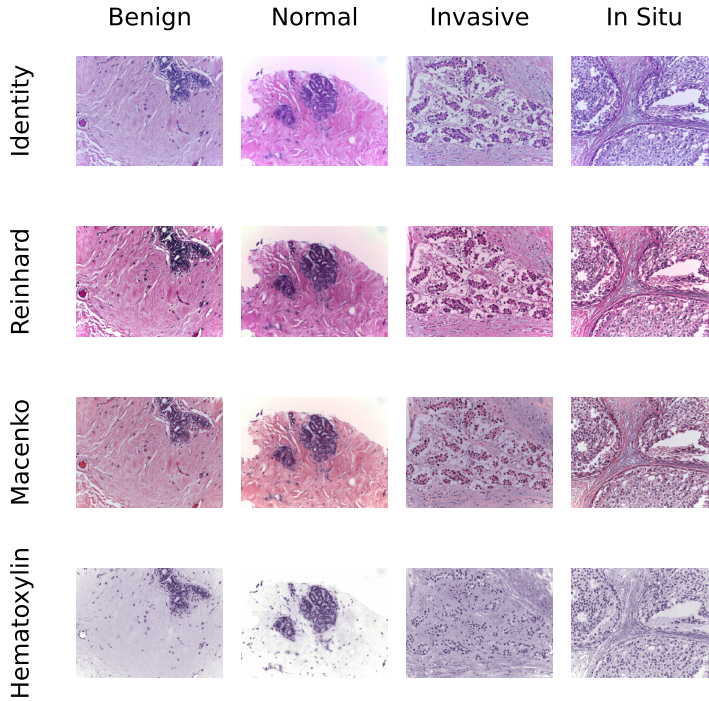 Benign Normal Invasive In Situ
Identity
Reinhard
Macenko
Hematoxylin